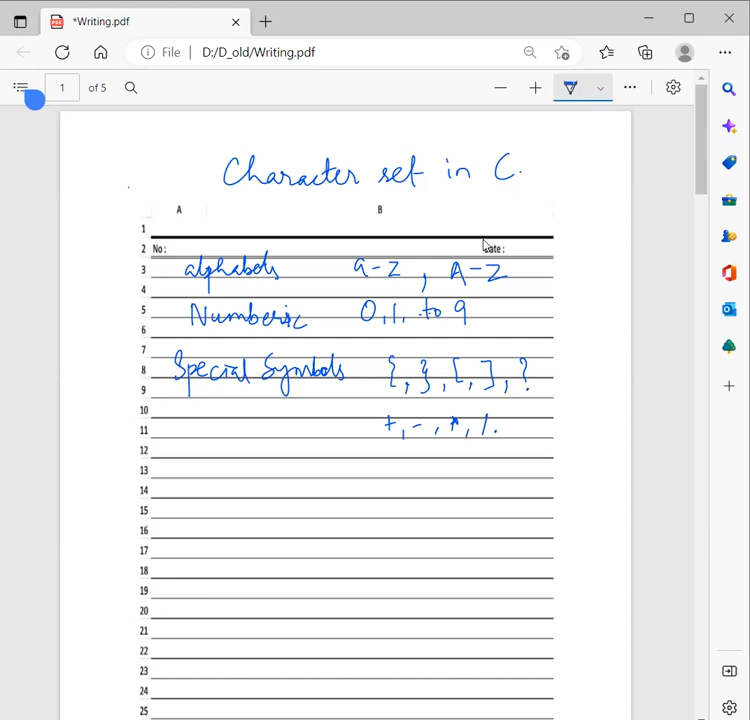 *Writing.pdf
File
D:/D_old/Writing.pdf
1 of 5
Character set in C.
A B
1
2 No: Date:
3 alphabets a-z, A-Z
4
5 Numberic 0,1, to 9
6
7
8 Special Symbols {, }, [, ], ?
9
10
11 +, -, *, /.
12
13
14
15
16
17
18
19
20
21
22
23
24
25